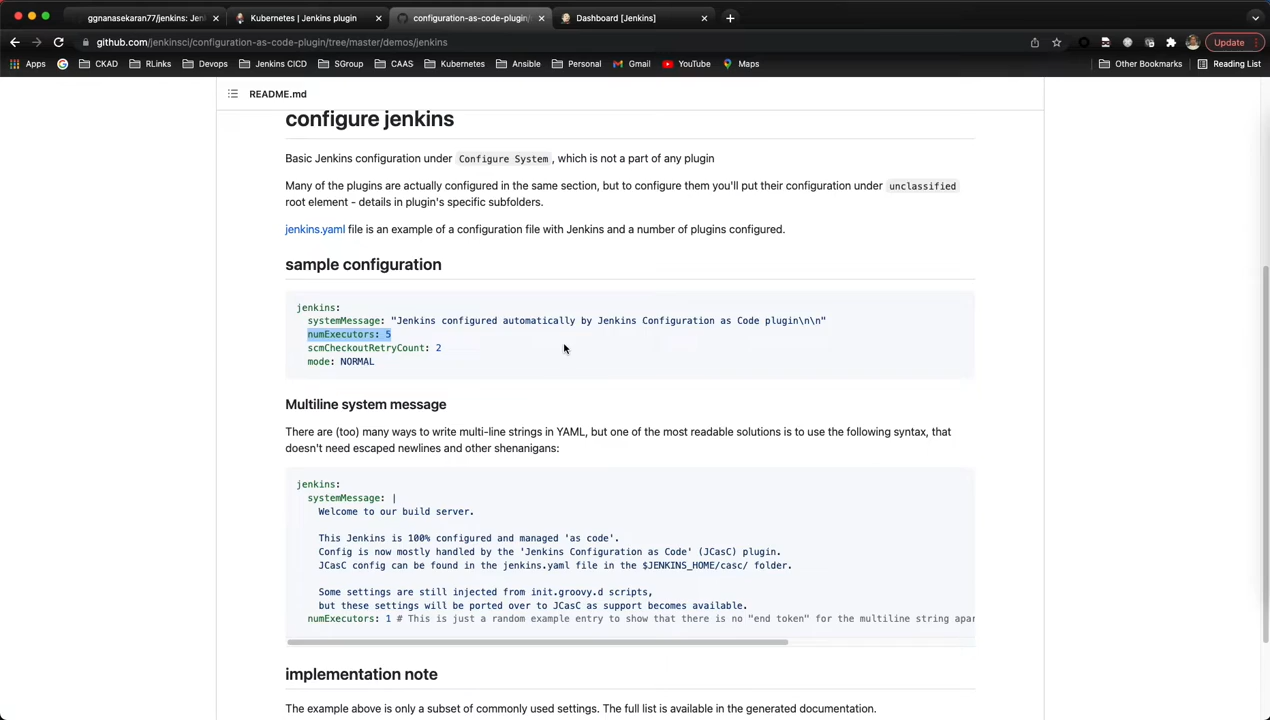 ggnanasekaran77/jenkins: Jen
Kubernetes | Jenkins plugin
configuration-as-code-plugin/
Dashboard [Jenkins]
github.com/jenkinsci/configuration-as-code-plugin/tree/master/demos/jenkins
Update
Apps
CKAD
RLinks
Devops
Jenkins CICD
SGroup
CAAS
Kubernetes
Ansible
Personal
Gmail
YouTube
Maps
Other Bookmarks
Reading List
README.md
configure jenkins
Basic Jenkins configuration under Configure System, which is not a part of any plugin
Many of the plugins are actually configured in the same section, but to configure them you'll put their configuration under unclassified
root element - details in plugin's specific subfolders.
jenkins.yaml file is an example of a configuration file with Jenkins and a number of plugins configured.
sample configuration
jenkins:
systemMessage: "Jenkins configured automatically by Jenkins Configuration as Code plugin\n\n"
numExecutors: 5
scmCheckoutRetryCount: 2
mode: NORMAL
Multiline system message
There are (too) many ways to write multi-line strings in YAML, but one of the most readable solutions is to use the following syntax, that
doesn't need escaped newlines and other shenanigans:
jenkins:
systemMessage: |
Welcome to our build server.
This Jenkins is 100% configured and managed 'as code'.
Config is now mostly handled by the 'Jenkins Configuration as Code' (JCasC) plugin.
JCasC config can be found in the jenkins.yaml file in the $JENKINS_HOME/casc/ folder.
Some settings are still injected from init.groovy.d scripts,
but these settings will be ported over to JCasC as support becomes available.
numExecutors: 1 # This is just a random example entry to show that there is no "end token" for the multiline string apar
implementation note
The example above is only a subset of commonly used settings. The full list is available in the generated documentation.